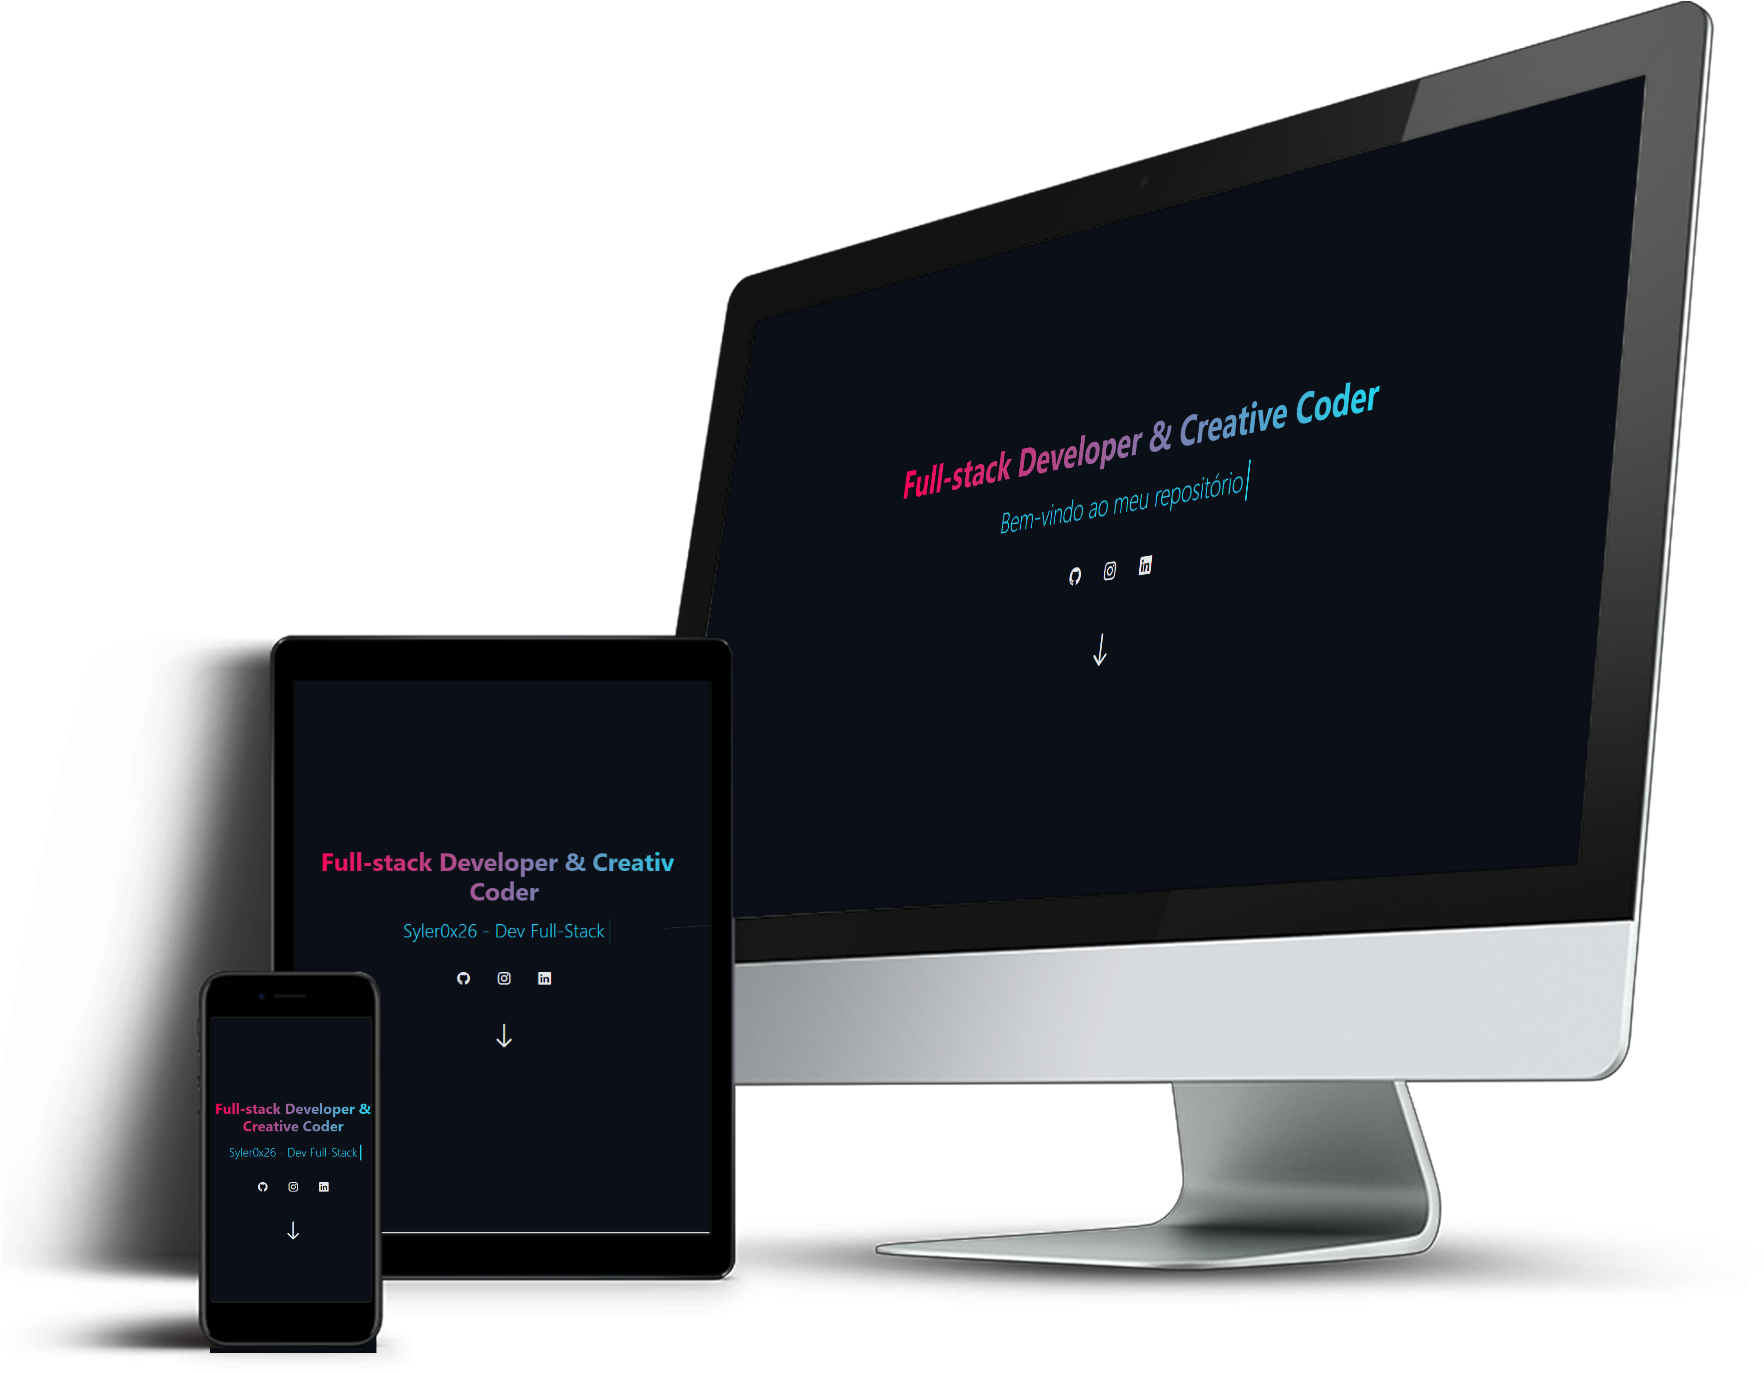 Full-stack Developer & Creative Coder
Bem-vindo ao meu repositório
Full-stack Developer & Creativ
Coder
Syler0x26 - Dev Full-Stack
Full-stack Developer &
Creative Coder
Syler0x26 - Dev Full-Stack